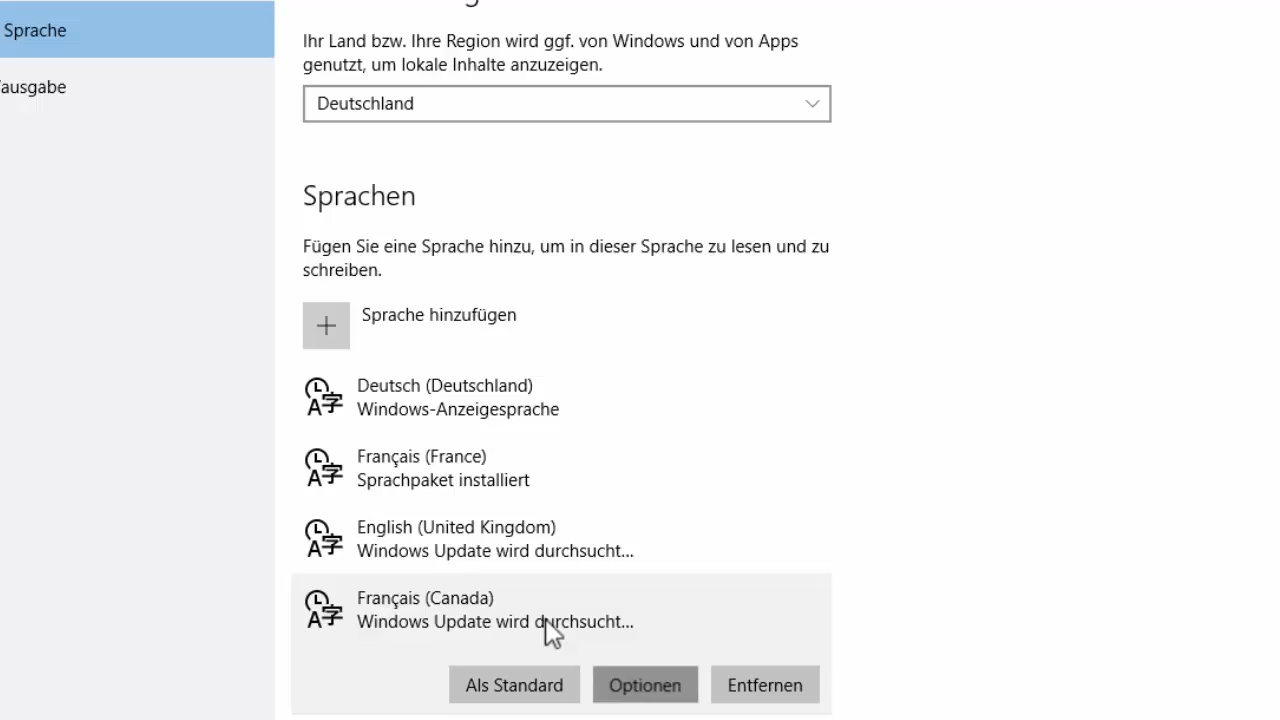 Sprache
ausgabe
Ihr Land bzw. Ihre Region wird ggf. von Windows und von Apps
genutzt, um lokale Inhalte anzuzeigen.
Deutschland
Sprachen
Fügen Sie eine Sprache hinzu, um in dieser Sprache zu lesen und zu
schreiben.
Sprache hinzufügen
Deutsch (Deutschland)
Windows-Anzeigesprache
Français (France)
Sprachpaket installiert
English (United Kingdom)
Windows Update wird durchsucht...
Français (Canada)
Windows Update wird durchsucht...
Als Standard
Optionen
Entfernen